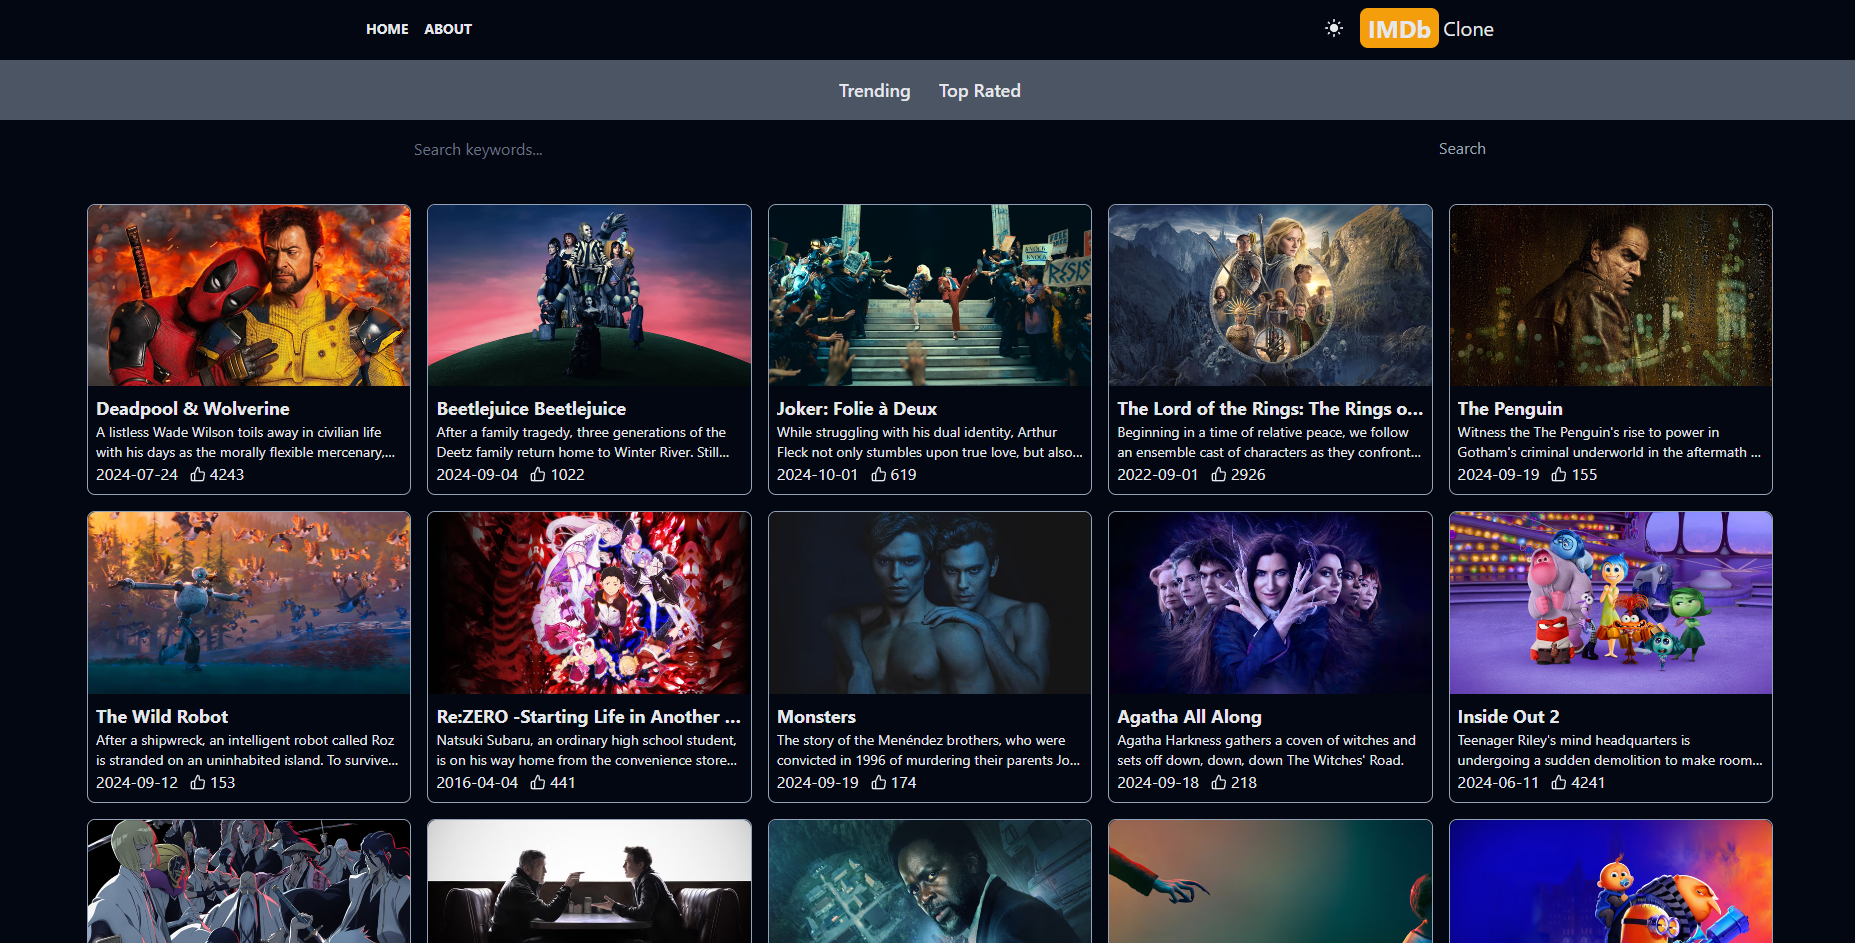 HOME ABOUT IMDb Clone
Trending Top Rated
Search keywords... Search
Deadpool & Wolverine
A listless Wade Wilson toils away in civilian life
with his days as the morally flexible mercenary,...
2024-07-24 4243
Beetlejuice Beetlejuice
After a family tragedy, three generations of the
Deetz family return home to Winter River. Still...
2024-09-04 1022
KNOCK
KNOCK
RESIS
Joker: Folie à Deux
While struggling with his dual identity, Arthur
Fleck not only stumbles upon true love, but also...
2024-10-01 619
The Lord of the Rings: The Rings o...
Beginning in a time of relative peace, we follow
an ensemble cast of characters as they confront...
2022-09-01 2926
The Penguin
Witness the The Penguin's rise to power in
Gotham's criminal underworld in the aftermath ...
2024-09-19 155
The Wild Robot
After a shipwreck, an intelligent robot called Roz
is stranded on an uninhabited island. To survive...
2024-09-12 153
Re:ZERO -Starting Life in Another ...
Natsuki Subaru, an ordinary high school student,
is on his way home from the convenience store...
2016-04-04 441
Monsters
The story of the Menéndez brothers, who were
convicted in 1996 of murdering their parents Jo...
2024-09-19 174
Agatha All Along
Agatha Harkness gathers a coven of witches and
sets off down, down, down The Witches' Road.
2024-09-18 218
Inside Out 2
Teenager Riley's mind headquarters is
undergoing a sudden demolition to make room...
2024-06-11 4241